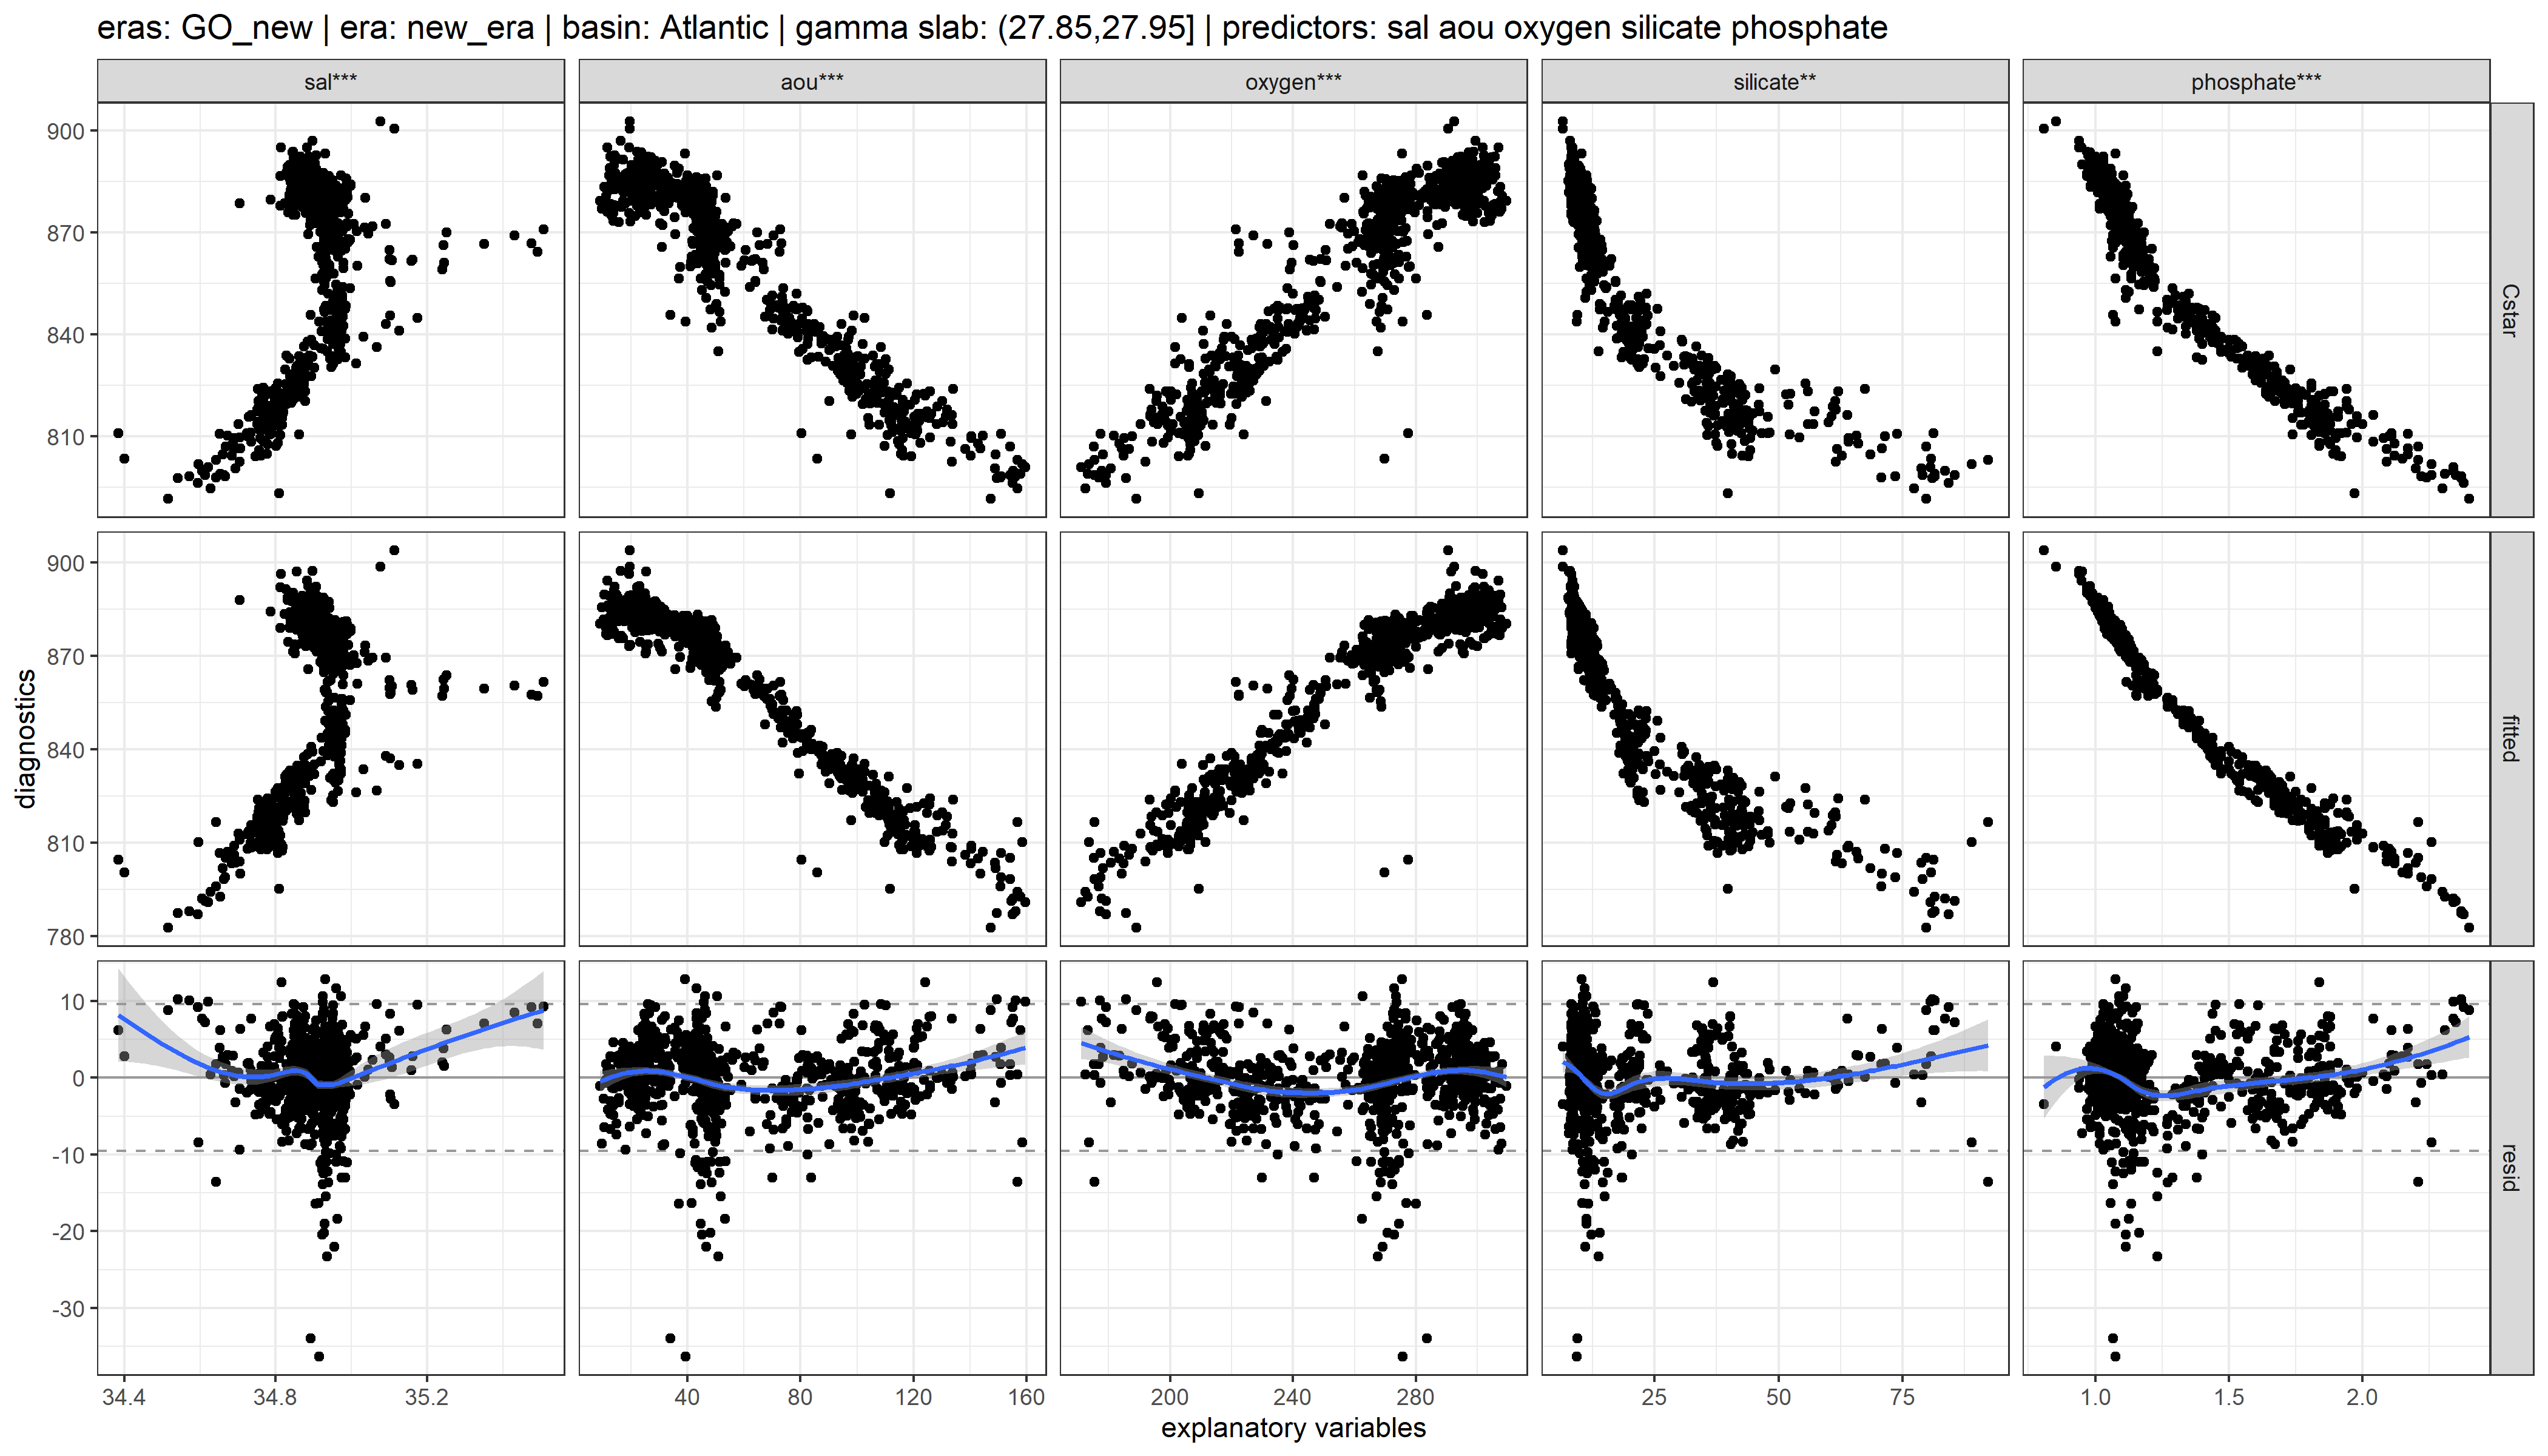 eras: GO_new | era: new_era | basin: Atlantic | gamma slab: (27.85,27.95] | predictors: sal aou oxygen silicate phosphate
sal*** aou*** oxygen*** silicate** phosphate***
900
870
840
810
Cstar
900
870
840
810
780
fitted
diagnostics
10
0
-10
-20
-30
resid
34.4 34.8 35.2 40 80 120 160 200 240 280 25 50 75 1.0 1.5 2.0
explanatory variables